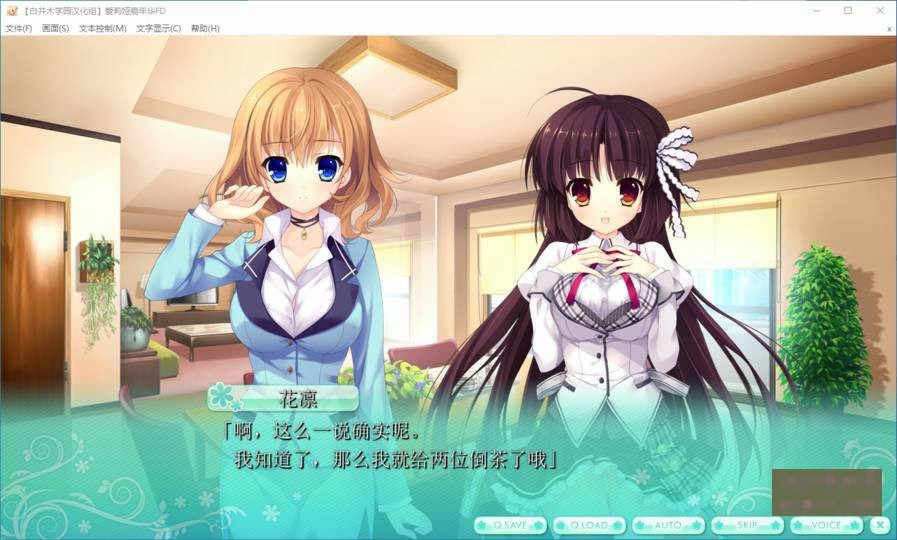 【白井木学园汉化组】爱莉娅嘉年华FD
文件(F) 画面(S) 文本控制(M) 文字显示(C) 帮助(H) x
花凛
「啊，这么一说确实呢。
我知道了，那么我就给两位倒茶了哦」
Q.SAVE Q.LOAD AUTO SKIP VOICE